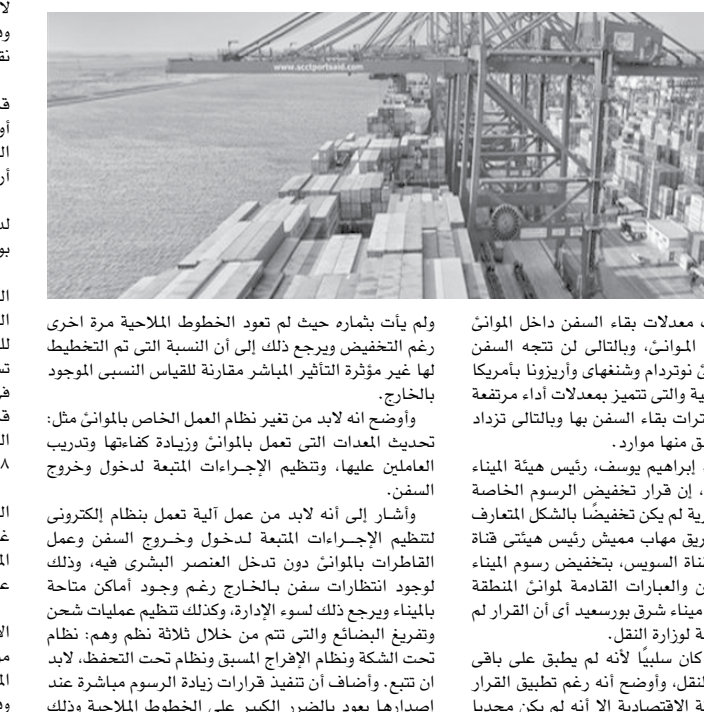 www.scctportsaid.com
معدلات بقاء السفن داخل الموانئ
الموانئ، وبالتالى لن تتجه السفن
نوتردام وشنغهاى وأريزونا بأمريكا
والتى تتميز بمعدلات أداء مرتفعة
بقاء السفن بها وبالتالى تزداد
منها موارد.
إبراهيم يوسف، رئيس هيئة الميناء
، إن قرار تخفيض الرسوم الخاصة
لم يكن تخفيضًا بالشكل المتعارف
مهاب مميش رئيس هيئتى قناة
السويس، بتخفيض رسوم الميناء
والعبارات القادمة لموانئ المنطقة
ميناء شرق بورسعيد أى أن القرار لم
لوزارة النقل.
كان سلبيًا لأنه لم يطبق على باقى
النقل، وأوضح أنه رغم تطبيق القرار
الاقتصادية إلا أنه لم يكن مجديا
ولم يأت بثماره حيث لم تعود الخطوط الملاحية مرة اخرى
رغم التخفيض ويرجع ذلك إلى أن النسبة التى تم التخطيط
لها غير مؤثرة التأثير المباشر مقارنة للقياس النسبى الموجود
بالخارج.
وأوضح انه لابد من تغير نظام العمل الخاص بالموانئ مثل:
تحديث المعدات التى تعمل بالموانئ وزيادة كفاءتها وتدريب
العاملين عليها، وتنظيم الإجراءات المتبعة لدخول وخروج
السفن.
وأشار إلى أنه لابد من عمل آلية تعمل بنظام إلكترونى
لتنظيم الإجراءات المتبعة لدخول وخروج السفن وعمل
القاطرات بالموانئ دون تدخل العنصر البشرى فيه، وذلك
لوجود انتظارات سفن بالخارج رغم وجود أماكن متاحة
بالميناء ويرجع ذلك لسوء الإدارة، وكذلك تنظيم عمليات شحن
وتفريغ البضائع والتى تتم من خلال ثلاثة نظم وهم: نظام
تحت الشكة ونظام الإفراج المسبق ونظام تحت التحفظ، لابد
ان تتبع. وأضاف أن تنفيذ قرارات زيادة الرسوم مباشرة عند
إصدارها يعود بالضرر الكبير على الخطوط الملاحية وذلك